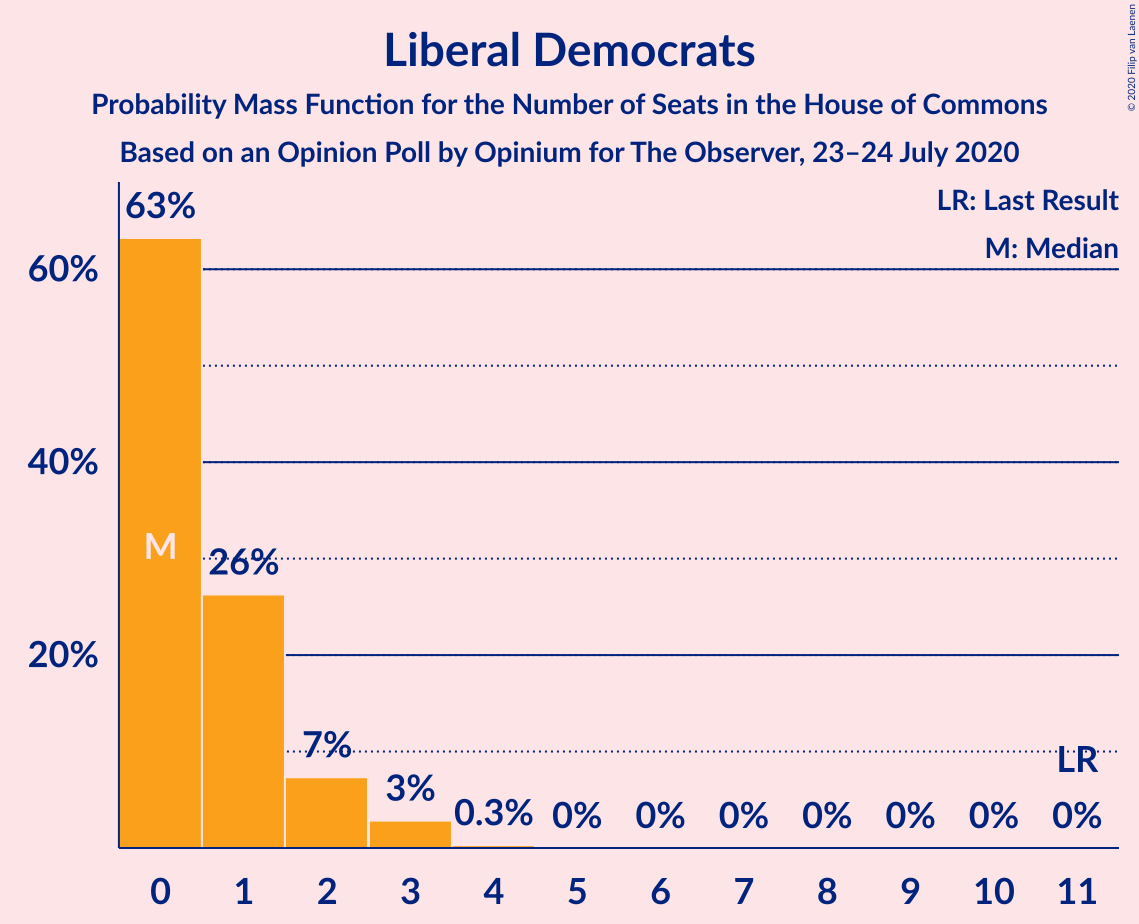 Liberal Democrats
Probability Mass Function for the Number of Seats in the House of Commons
Based on an Opinion Poll by Opinium for The Observer, 23–24 July 2020
© 2020 Filip van Laenen
LR: Last Result
M: Median
63%
60%
40%
M
26%
20%
7%
LR
3%
0.3% 0% 0% 0% 0% 0% 0% 0%
0 1 2 3 4 5 6 7 8 9 10 11